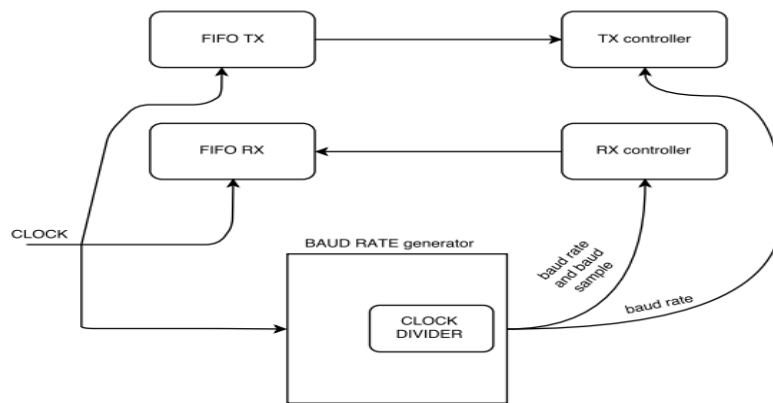 FIFO TX
TX controller
FIFO RX
RX controller
CLOCK
BAUD RATE generator
baud rate
and baud
sample
baud rate
CLOCK
DIVIDER